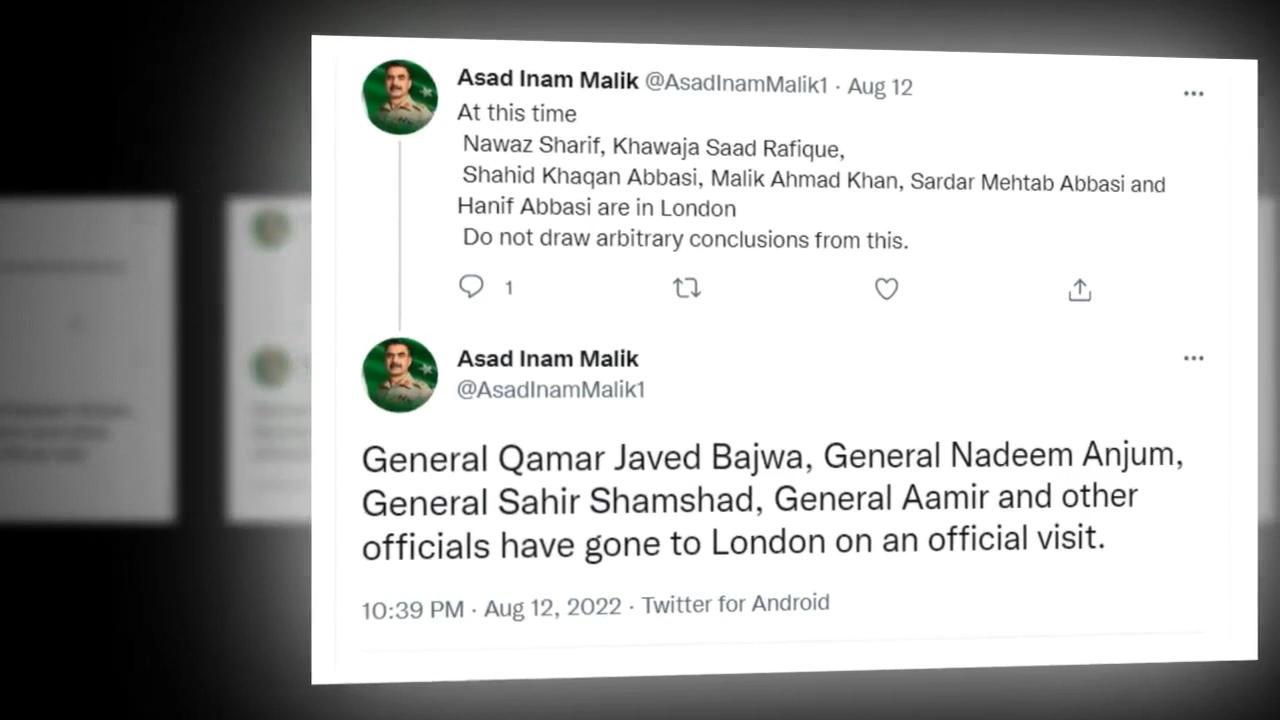 Asad Inam Malik @AsadInamMalik1 · Aug 12
At this time
Nawaz Sharif, Khawaja Saad Rafique,
Shahid Khaqan Abbasi, Malik Ahmad Khan, Sardar Mehtab Abbasi and
Hanif Abbasi are in London
Do not draw arbitrary conclusions from this.
1
Asad Inam Malik
@AsadInamMalik1
General Qamar Javed Bajwa, General Nadeem Anjum,
General Sahir Shamshad, General Aamir and other
officials have gone to London on an official visit.
10:39 PM · Aug 12, 2022 · Twitter for Android